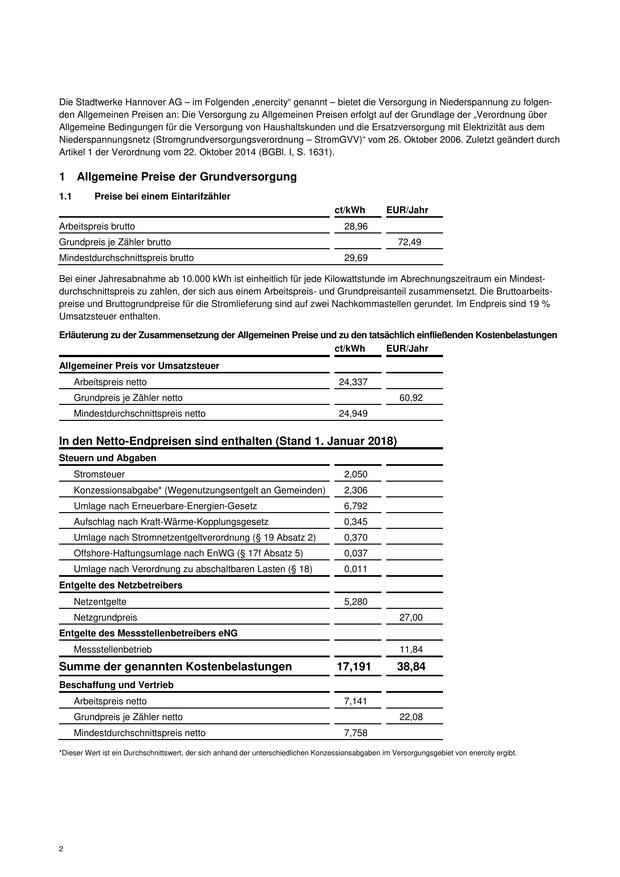 Die Stadtwerke Hannover AG – im Folgenden „enercity“ genannt – bietet die Versorgung in Niederspannung zu folgen-
den Allgemeinen Preisen an: Die Versorgung zu Allgemeinen Preisen erfolgt auf der Grundlage der „Verordnung über
Allgemeine Bedingungen für die Versorgung von Haushaltskunden und die Ersatzversorgung mit Elektrizität aus dem
Niederspannungsnetz (Stromgrundversorgungsverordnung – StromGVV)“ vom 26. Oktober 2006. Zuletzt geändert durch
Artikel 1 der Verordnung vom 22. Oktober 2014 (BGBl. I, S. 1631).
1 Allgemeine Preise der Grundversorgung
1.1 Preise bei einem Eintarifzähler
ct/kWh EUR/Jahr
Arbeitspreis brutto 28,96
Grundpreis je Zähler brutto 72,49
Mindestdurchschnittspreis brutto 29,69
Bei einer Jahresabnahme ab 10.000 kWh ist einheitlich für jede Kilowattstunde im Abrechnungszeitraum ein Mindest-
durchschnittspreis zu zahlen, der sich aus einem Arbeitspreis- und Grundpreisanteil zusammensetzt. Die Bruttoarbeits-
preise und Bruttogrundpreise für die Stromlieferung sind auf zwei Nachkommastellen gerundet. Im Endpreis sind 19 %
Umsatzsteuer enthalten.
Erläuterung zu der Zusammensetzung der Allgemeinen Preise und zu den tatsächlich einfließenden Kostenbelastungen
ct/kWh EUR/Jahr
Allgemeiner Preis vor Umsatzsteuer
Arbeitspreis netto 24,337
Grundpreis je Zähler netto 60,92
Mindestdurchschnittspreis netto 24,949
In den Netto-Endpreisen sind enthalten (Stand 1. Januar 2018)
Steuern und Abgaben
Stromsteuer 2,050
Konzessionsabgabe* (Wegenutzungsentgelt an Gemeinden) 2,306
Umlage nach Erneuerbare-Energien-Gesetz 6,792
Aufschlag nach Kraft-Wärme-Kopplungsgesetz 0,345
Umlage nach Stromnetzentgeltverordnung (§ 19 Absatz 2) 0,370
Offshore-Haftungsumlage nach EnWG (§ 17f Absatz 5) 0,037
Umlage nach Verordnung zu abschaltbaren Lasten (§ 18) 0,011
Entgelte des Netzbetreibers
Netzentgelte 5,280
Netzgrundpreis 27,00
Entgelte des Messstellenbetreibers eNG
Messstellenbetrieb 11,84
Summe der genannten Kostenbelastungen 17,191 38,84
Beschaffung und Vertrieb
Arbeitspreis netto 7,141
Grundpreis je Zähler netto 22,08
Mindestdurchschnittspreis netto 7,758
*Dieser Wert ist ein Durchschnittswert, der sich anhand der unterschiedlichen Konzessionsabgaben im Versorgungsgebiet von enercity ergibt.
2